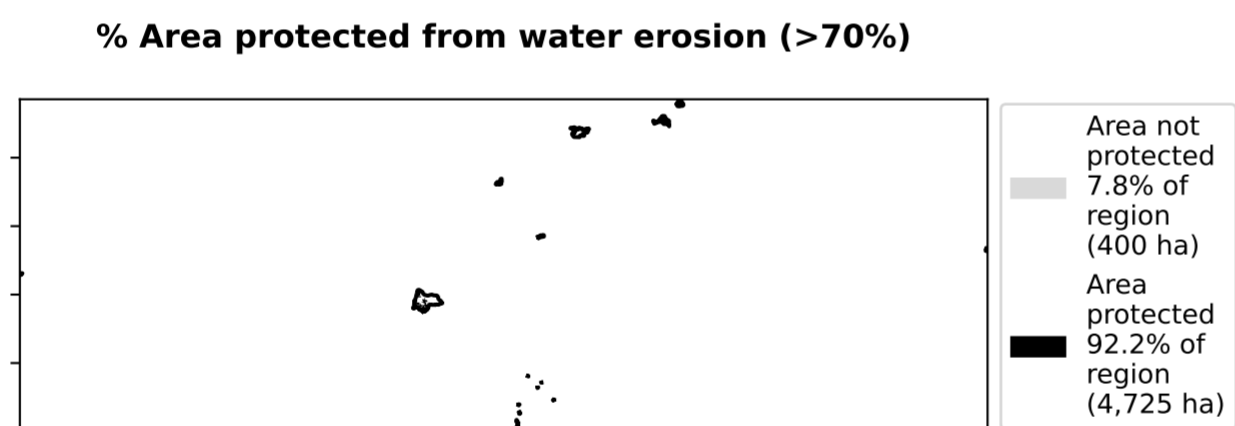 % Area protected from water erosion (>70%)
Area not
protected
7.8% of
region
(400 ha)
Area
protected
92.2% of
region
(4,725 ha)